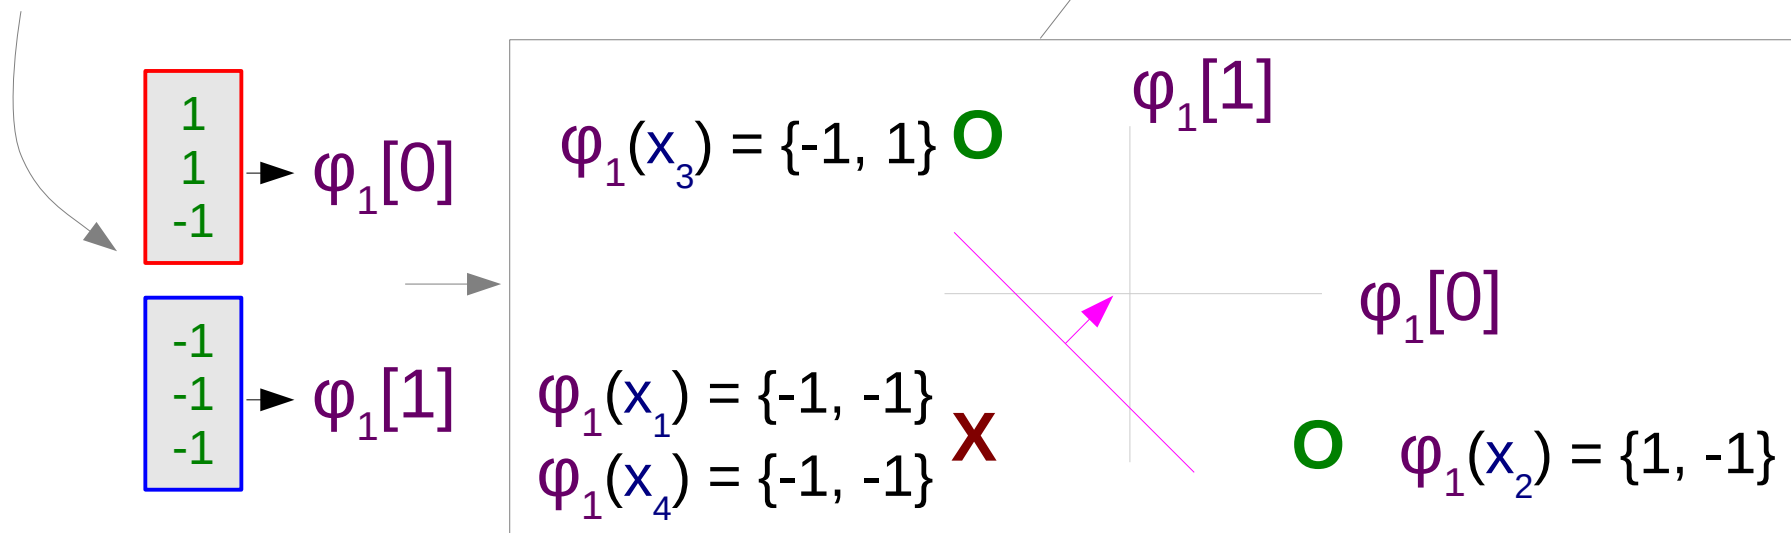 1
1
-1
φ₁[0]
-1
-1
-1
φ₁[1]
φ₁[1]
φ₁(x₃) = {-1, 1} O
φ₁[0]
φ₁(x₁) = {-1, -1}
X
φ₁(x₄) = {-1, -1}
O φ₁(x₂) = {1, -1}